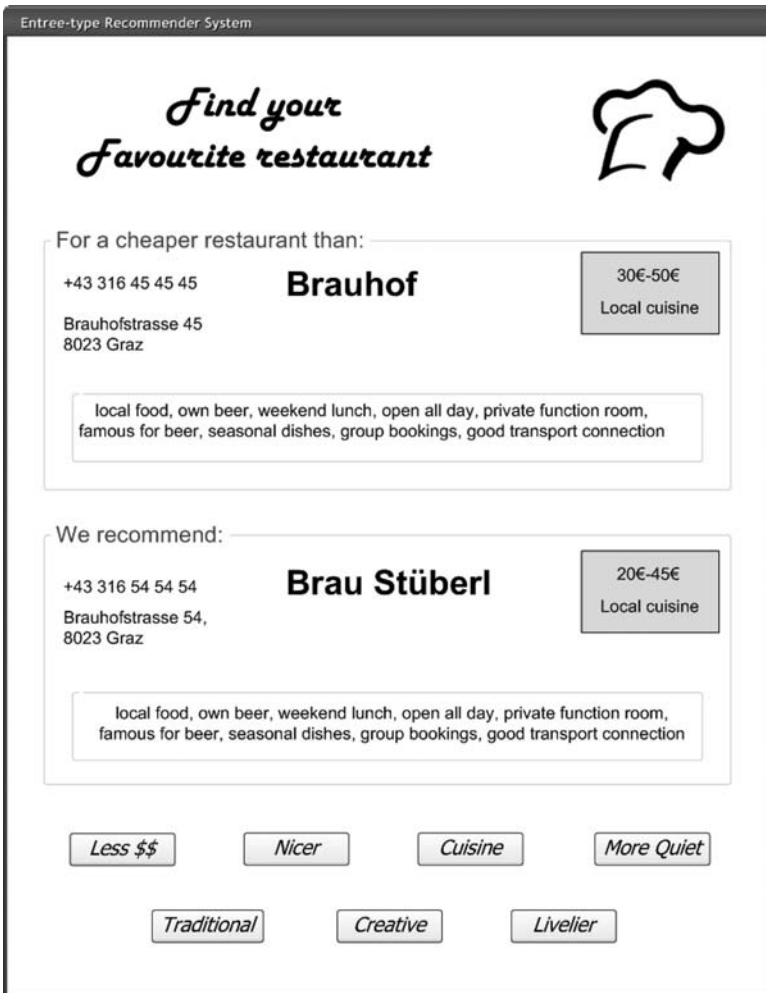 Entree-type Recommender System
Find your
Favourite restaurant
For a cheaper restaurant than:
+43 316 45 45 45
Brauhof
30€-50€
Local cuisine
Brauhofstrasse 45
8023 Graz
local food, own beer, weekend lunch, open all day, private function room,
famous for beer, seasonal dishes, group bookings, good transport connection
We recommend:
+43 316 54 54 54
Brau Stüberl
20€-45€
Local cuisine
Brauhofstrasse 54,
8023 Graz
local food, own beer, weekend lunch, open all day, private function room,
famous for beer, seasonal dishes, group bookings, good transport connection
Less $$
Nicer
Cuisine
More Quiet
Traditional
Creative
Livelier